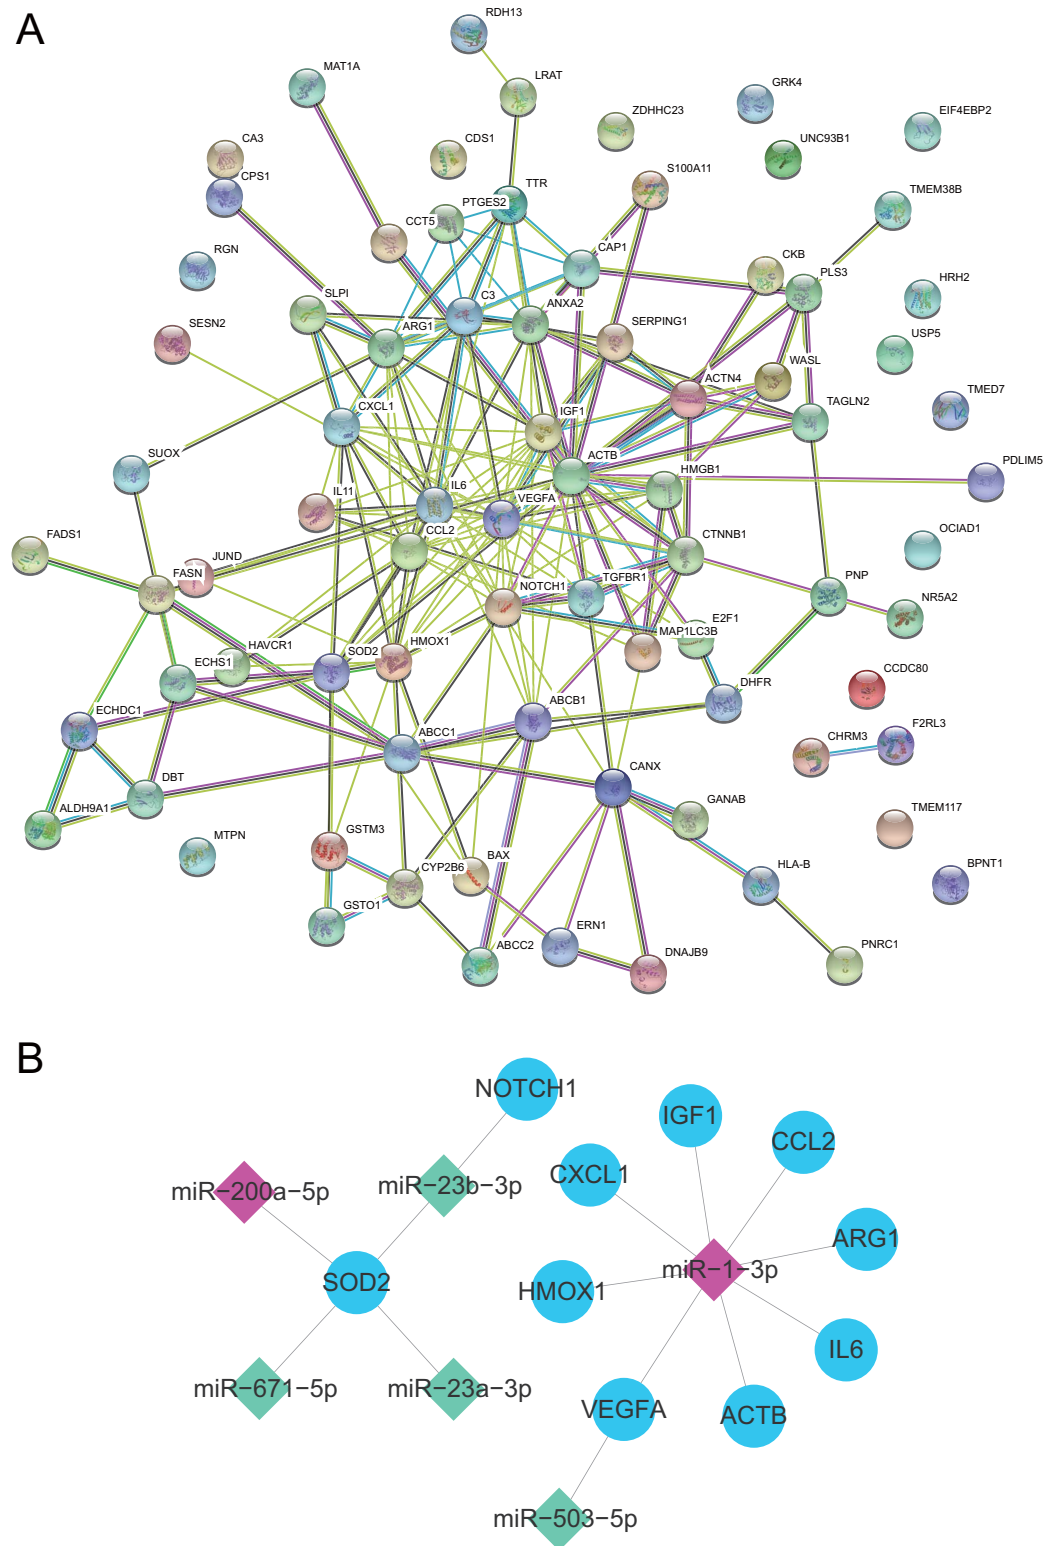 A
RDH13
MAT1A
LRAT
GRK4
ZDHHC23
EIF4EBP2
CA3
CDS1
UNC93B1
CPS1
S100A11
TTR
PTGES2
TMEM38B
CCT5
CAP1
CKB
PLS3
RGN
HRH2
SLPI
C3
ANXA2
SERPING1
ARG1
SESN2
USP5
WASL
ACTN4
TMED7
CXCL1
IGF1
TAGLN2
SUOX
ACTB
HMGB1
PDLIM5
IL11
IL6
VEGFA
CCL2
CTNNB1
OCIAD1
FADS1
JUND
FASN
NOTCH1
TGFBR1
PNP
NR5A2
E2F1
MAP1LC3B
HAVCR1
SOD2
HMOX1
ECHS1
CCDC80
DHFR
ECHDC1
ABCB1
F2RL3
ABCC1
CHRM3
CANX
DBT
ALDH9A1
GANAB
TMEM117
MTPN
GSTM3
CYP2B6
BAX
HLA-B
BPNT1
GSTO1
ERN1
ABCC2
DNAJB9
PNRC1
B
NOTCH1
IGF1
CCL2
CXCL1
miR−200a−5p
miR−23b−3p
ARG1
miR−1−3p
SOD2
HMOX1
IL6
miR−671−5p
miR−23a−3p
VEGFA
ACTB
miR−503−5p